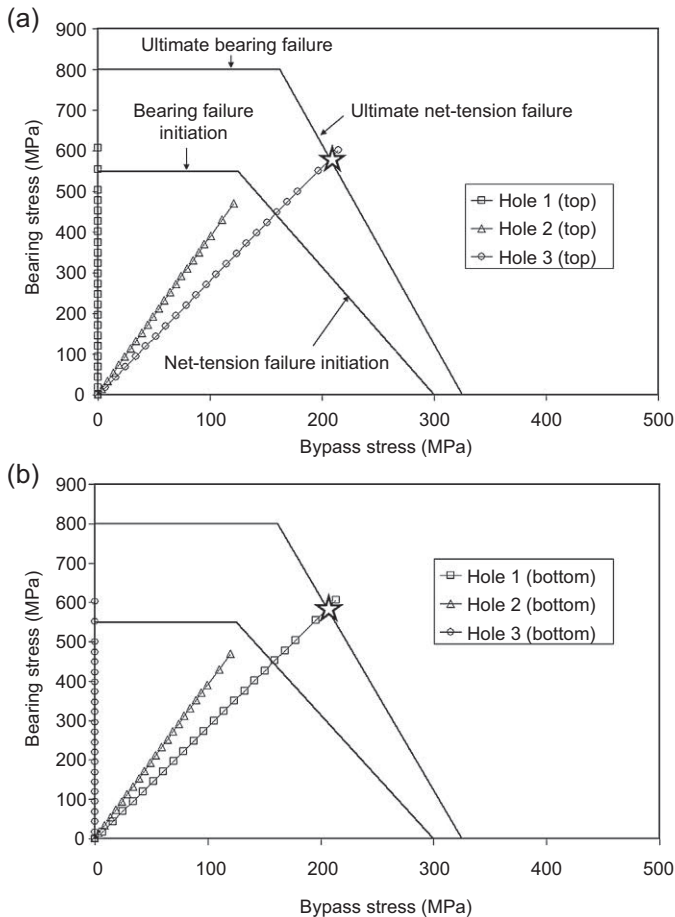 (a)
900
800
700
600
500
400
300
200
100
0
Bearing stress (MPa)
Ultimate bearing failure
Bearing failure
initiation
Ultimate net-tension failure
Net-tension failure initiation
Hole 1 (top)
Hole 2 (top)
Hole 3 (top)
0 100 200 300 400 500
Bypass stress (MPa)
(b)
900
800
700
600
500
400
300
200
100
0
Bearing stress (MPa)
Hole 1 (bottom)
Hole 2 (bottom)
Hole 3 (bottom)
0 100 200 300 400 500
Bypass stress (MPa)